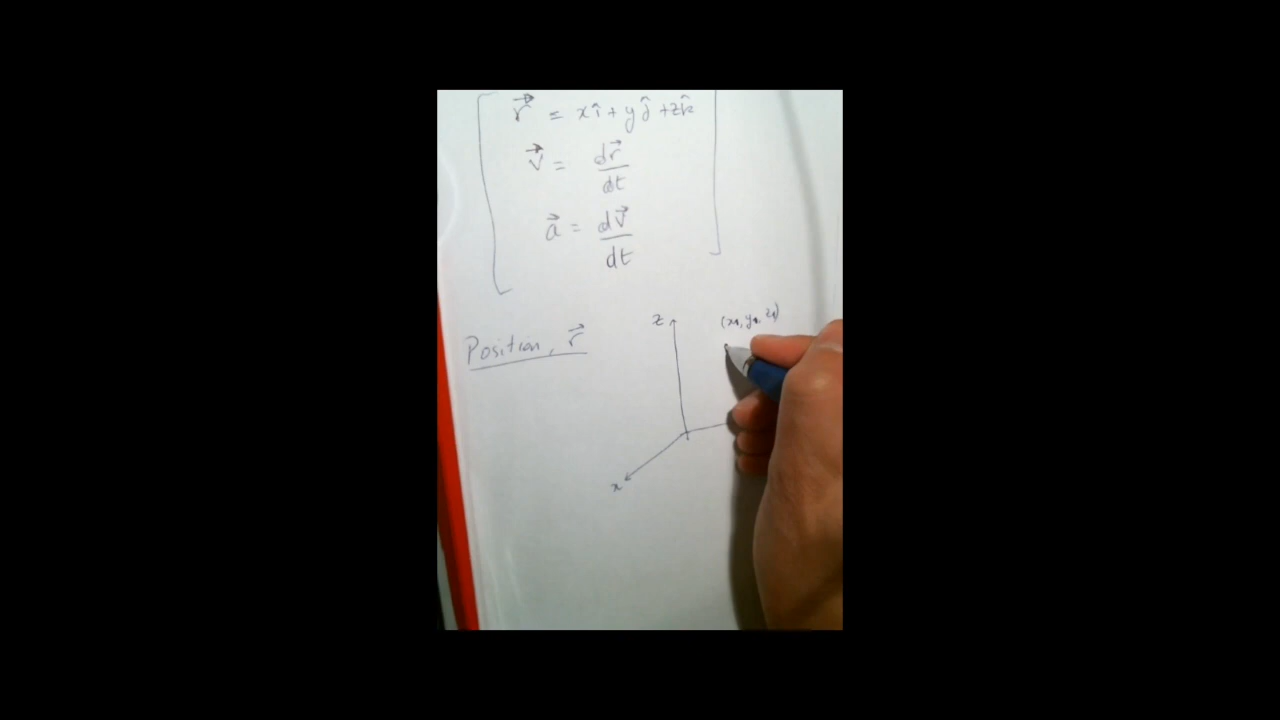 r⃗ = xî + yĵ + zk̂
v⃗ = dr⃗/dt
a⃗ = dv⃗/dt
Position, r⃗
z
x